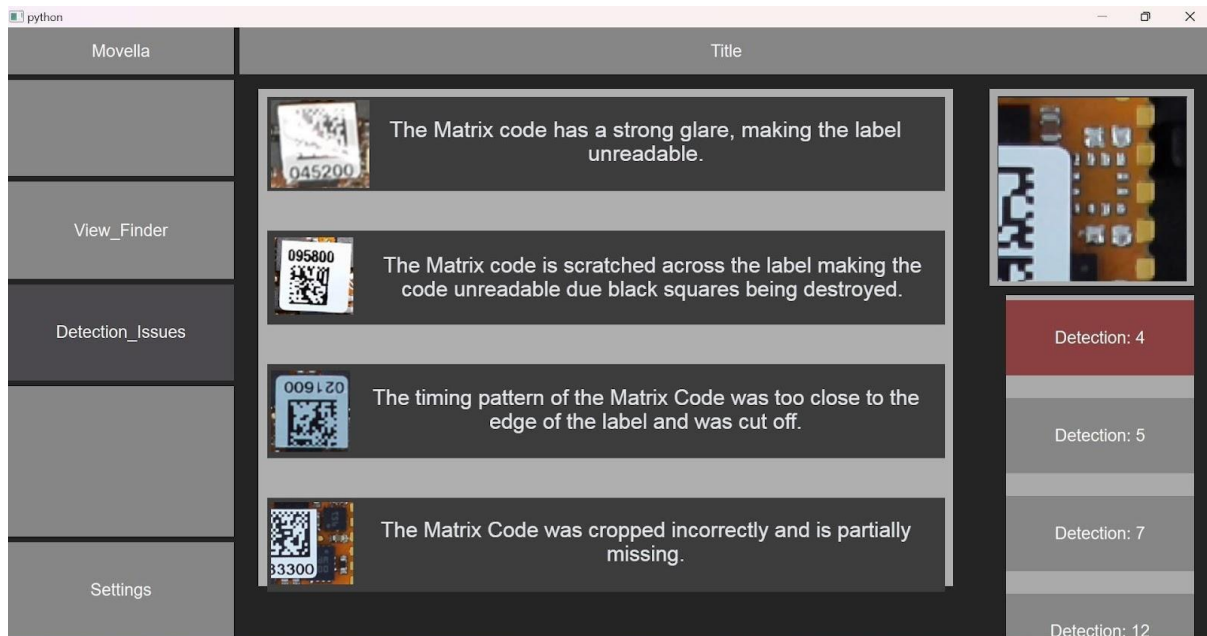 python
Movella
Title
View_Finder
Detection_Issues
Settings
045200
The Matrix code has a strong glare, making the label
unreadable.
095800
The Matrix code is scratched across the label making the
code unreadable due black squares being destroyed.
021600
The timing pattern of the Matrix Code was too close to the
edge of the label and was cut off.
33300
The Matrix Code was cropped incorrectly and is partially
missing.
Detection: 4
Detection: 5
Detection: 7
Detection: 12